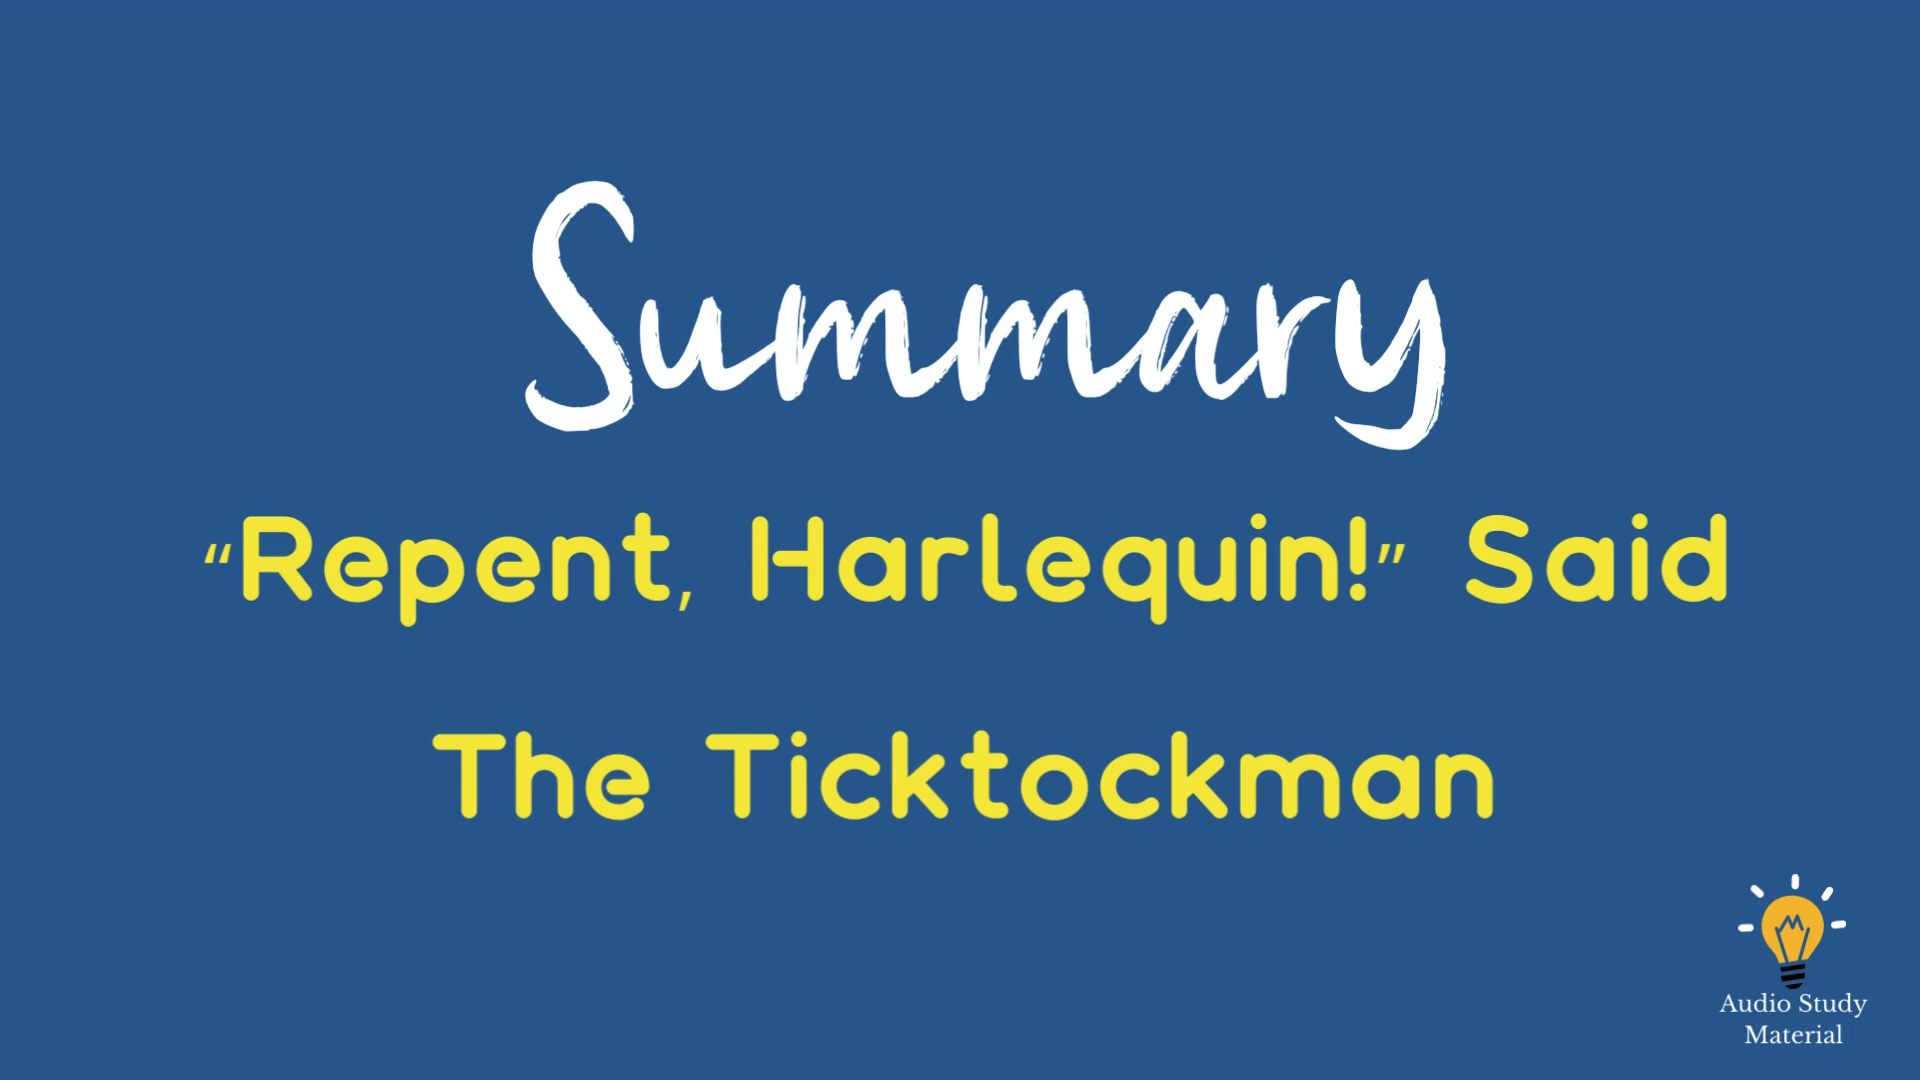 Summary
“Repent, Harlequin!” Said
The Ticktockman
Audio Study
Material